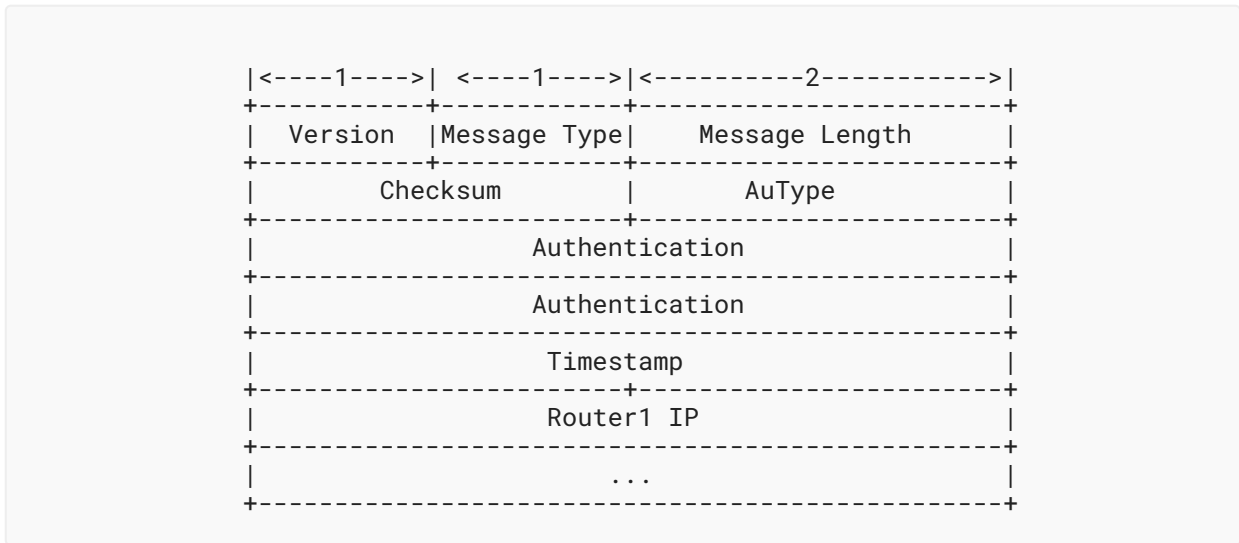 |<----1---->| <----1---->|<----------2----------->|
+-----------+------------+------------------------+
|  Version  |Message Type|    Message Length      |
+-----------+------------+------------------------+
|        Checksum        |       AuType           |
+------------------------+------------------------+
|                  Authentication                 |
+-------------------------------------------------+
|                  Authentication                 |
+-------------------------------------------------+
|                   Timestamp                     |
+------------------------+------------------------+
|                   Router1 IP                    |
+-------------------------------------------------+
|                       ...                       |
+-------------------------------------------------+